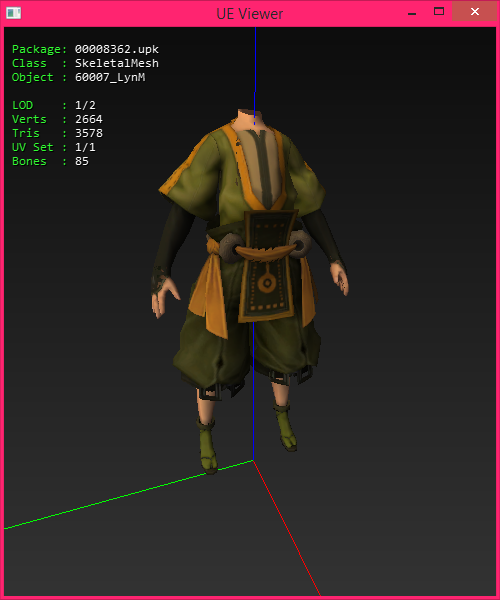 UE Viewer
Package: 00008362.upk
Class  : SkeletalMesh
Object : 60007_LynM
LOD    : 1/2
Verts  : 2664
Tris   : 3578
UV Set : 1/1
Bones  : 85